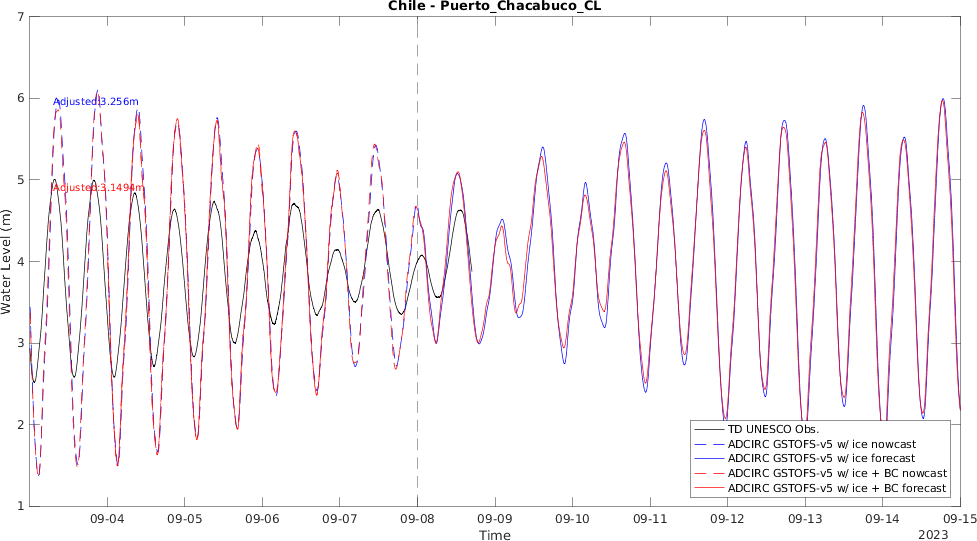 Chile - Puerto_Chacabuco_CL
7
6
5
4
3
2
1
Water Level (m)
Adjusted:3.256m
Adjusted:3.1494m
TD UNESCO Obs.
ADCIRC GSTOFS-v5 w/ ice nowcast
ADCIRC GSTOFS-v5 w/ ice forecast
ADCIRC GSTOFS-v5 w/ ice + BC nowcast
ADCIRC GSTOFS-v5 w/ ice + BC forecast
09-04 09-05 09-06 09-07 09-08 09-09 09-10 09-11 09-12 09-13 09-14 09-15
Time
2023